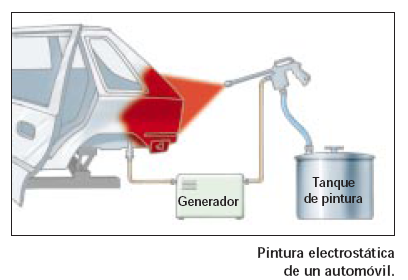 Generador
Tanque
de pintura
Pintura electrostática
de un automóvil.